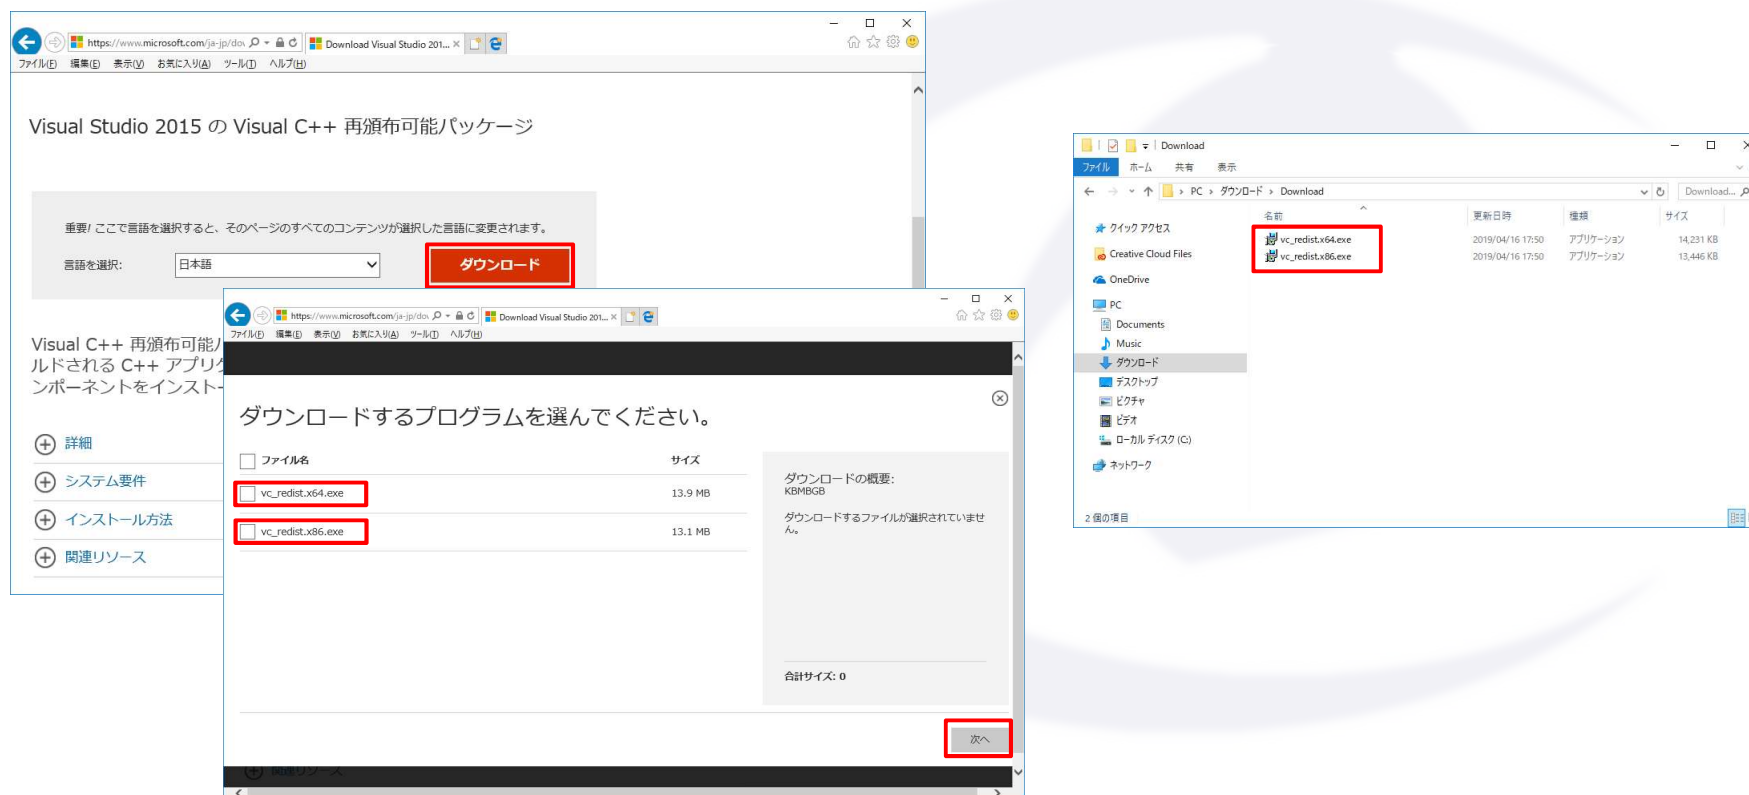 https://www.microsoft.com/ja-jp/dov
Download Visual Studio 201...
ファイル(F) 編集(E) 表示(V) お気に入り(A) ツール(T) ヘルプ(H)
Visual Studio 2015 の Visual C++ 再頒布可能パッケージ
重要! ここで言語を選択すると、そのページのすべてのコンテンツが選択した言語に変更されます。
言語を選択:
日本語
ダウンロード
Visual C++ 再頒布可能
ルドされる C++ アプリケ
ンポーネントをインストー
詳細
システム要件
インストール方法
関連リソース
https://www.microsoft.com/ja-jp/dov
Download Visual Studio 201...
ファイル(F) 編集(E) 表示(V) お気に入り(A) ツール(T) ヘルプ(H)
ダウンロードするプログラムを選んでください。
ファイル名 サイズ
vc_redist.x64.exe 13.9 MB
vc_redist.x86.exe 13.1 MB
ダウンロードの概要:
KBMBGB
ダウンロードするファイルが選択されていませ
ん。
合計サイズ: 0
次へ
関連リソース
Download
ファイル ホーム 共有 表示
PC › ダウンロード › Download
Download...
名前 更新日時 種類 サイズ
vc_redist.x64.exe 2019/04/16 17:50 アプリケーション 14,231 KB
vc_redist.x86.exe 2019/04/16 17:50 アプリケーション 13,446 KB
クイック アクセス
Creative Cloud Files
OneDrive
PC
Documents
Music
ダウンロード
デスクトップ
ピクチャ
ビデオ
ローカル ディスク (C:)
ネットワーク
2 個の項目